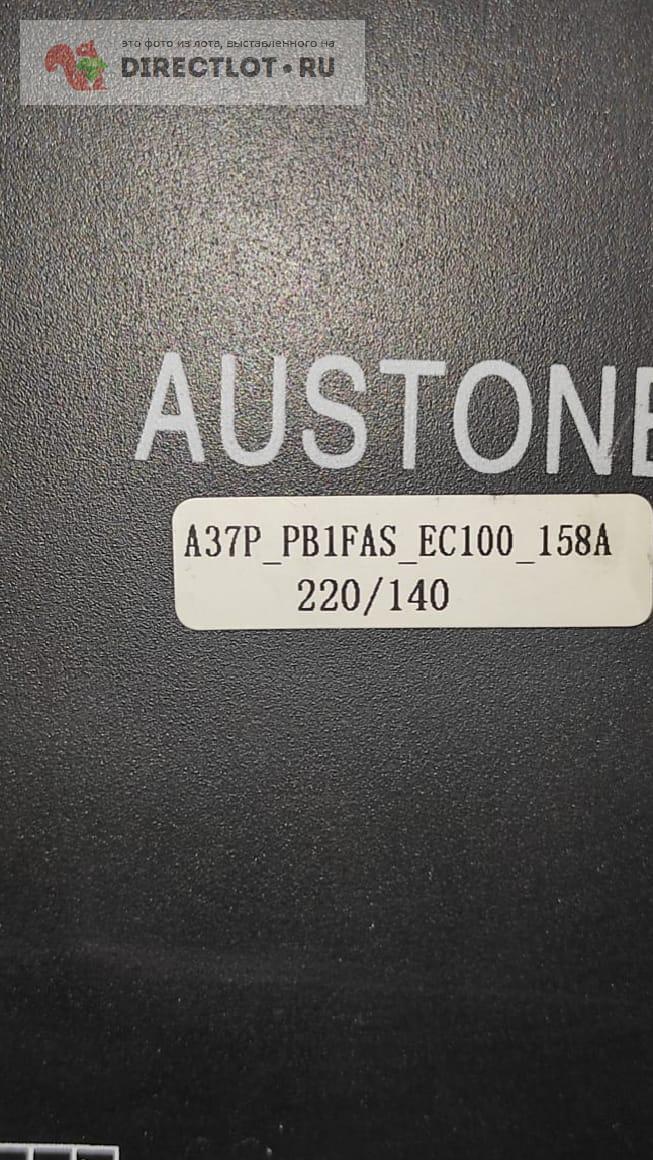 это фото из лота, выставленного на
DIRECTLOT.RU
AUSTONE
A37P_PB1FAS_EC100_158A
220/140